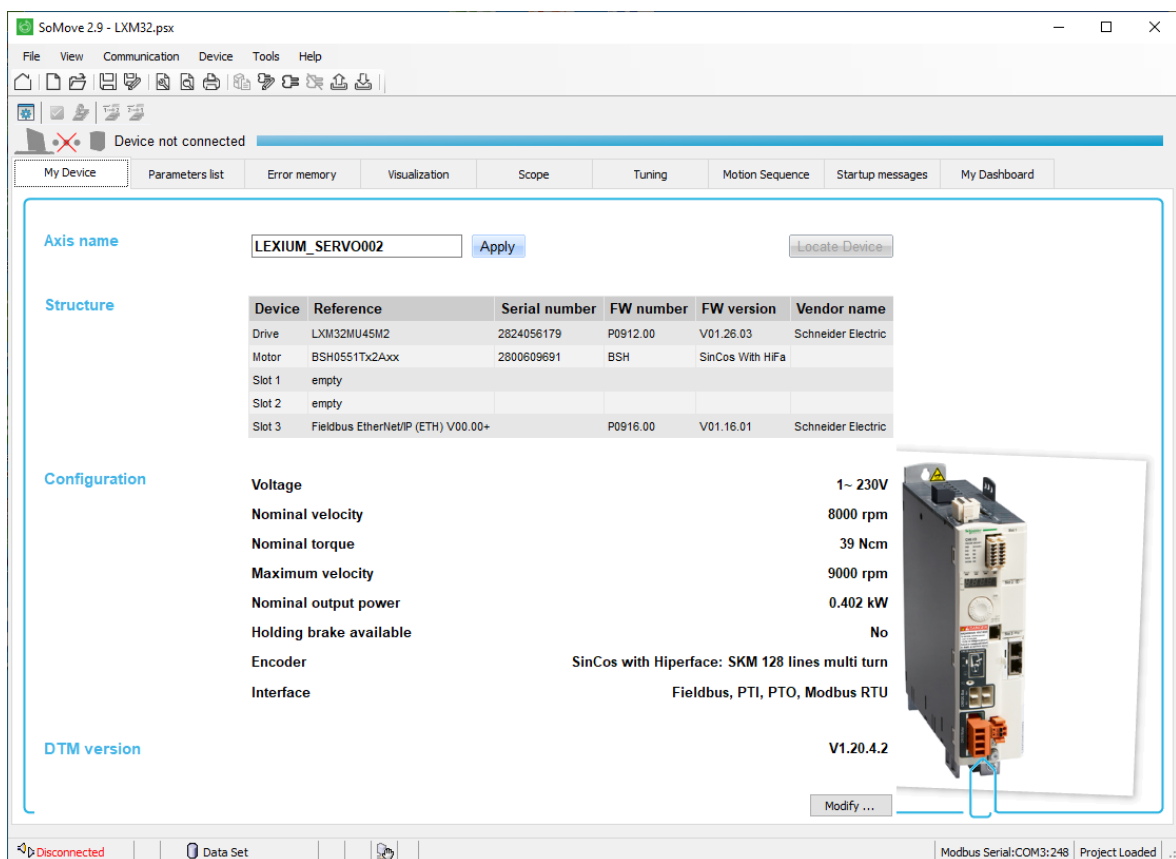 SoMove 2.9 - LXM32.psx
File View Communication Device Tools Help
Device not connected
My Device Parameters list Error memory Visualization Scope Tuning Motion Sequence Startup messages My Dashboard
Axis name LEXIUM_SERVO002 Apply Locate Device
Structure
Device Reference Serial number FW number FW version Vendor name
Drive LXM32MU45M2 2824056179 P0912.00 V01.26.03 Schneider Electric
Motor BSH0551Tx2Axx 2800609691 BSH SinCos With HiFa
Slot 1 empty
Slot 2 empty
Slot 3 Fieldbus EtherNet/IP (ETH) V00.00+ P0916.00 V01.16.01 Schneider Electric
Configuration
Voltage 1~ 230V
Nominal velocity 8000 rpm
Nominal torque 39 Ncm
Maximum velocity 9000 rpm
Nominal output power 0.402 kW
Holding brake available No
Encoder SinCos with Hiperface: SKM 128 lines multi turn
Interface Fieldbus, PTI, PTO, Modbus RTU
DTM version V1.20.4.2
Modify ...
Disconnected Data Set Modbus Serial:COM3:248 Project Loaded